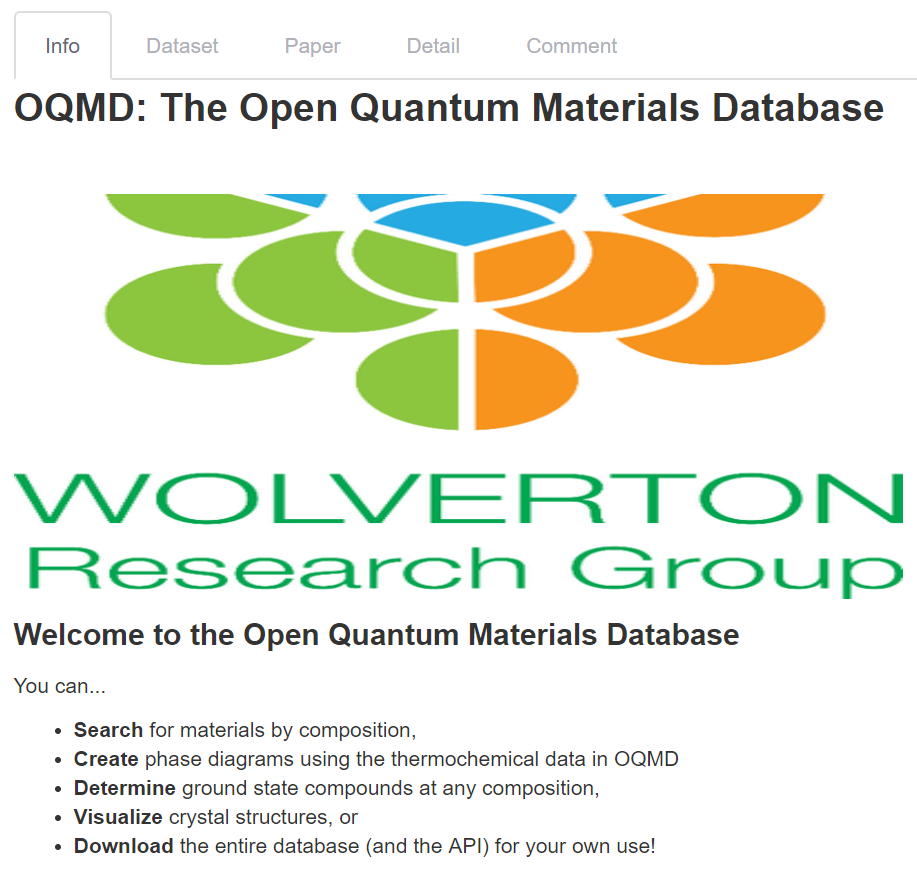 Info Dataset Paper Detail Comment
OQMD: The Open Quantum Materials Database
WOLVERTON
Research Group
Welcome to the Open Quantum Materials Database
You can...
• Search for materials by composition,
• Create phase diagrams using the thermochemical data in OQMD
• Determine ground state compounds at any composition,
• Visualize crystal structures, or
• Download the entire database (and the API) for your own use!